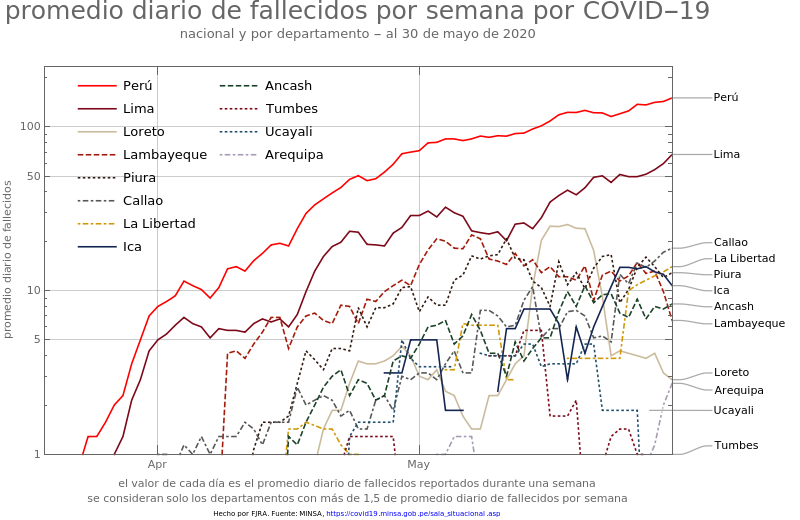 promedio diario de fallecidos por semana por COVID−19
nacional y por departamento − al 30 de mayo de 2020
promedio diario de fallecidos
100
50
10
5
1
Apr
May
Perú
Lima
Loreto
Lambayeque
Piura
Callao
La Libertad
Ica
Ancash
Tumbes
Ucayali
Arequipa
Perú
Lima
Callao
La Libertad
Piura
Ica
Ancash
Lambayeque
Loreto
Arequipa
Ucayali
Tumbes
el valor de cada día es el promedio diario de fallecidos reportados durante una semana
se consideran solo los departamentos con más de 1,5 de promedio diario de fallecidos por semana
Hecho por FJRA. Fuente: MINSA, https://covid19.minsa.gob.pe/sala_situacional.asp